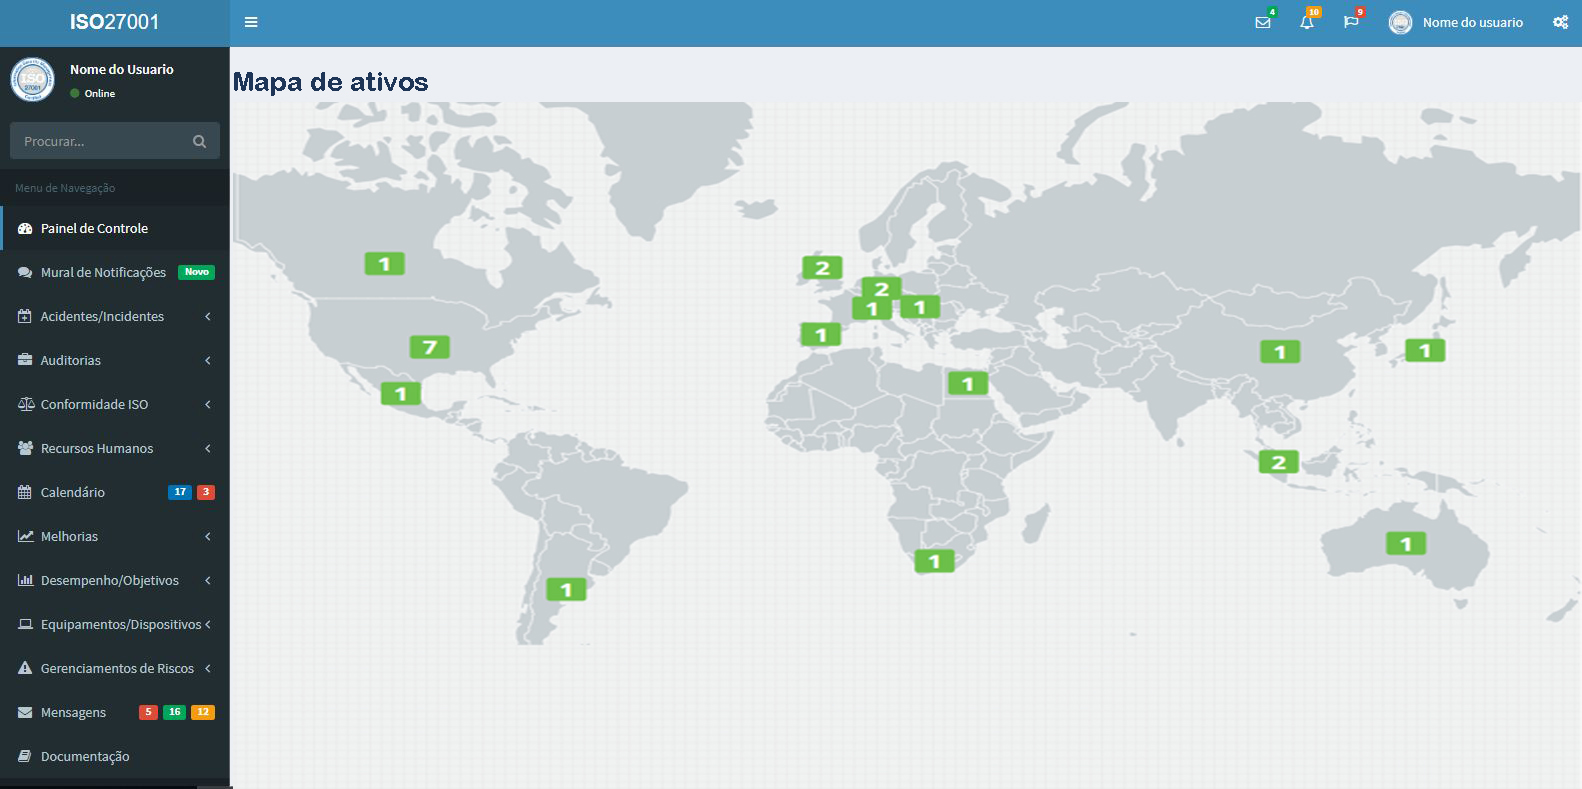 ISO27001
4
10
9
Nome do usuario
ISO
27001
Nome do Usuario
Online
Procurar...
Menu de Navegação
Painel de Controle
Mural de Notificações Novo
Acidentes/Incidentes
Auditorias
Conformidade ISO
Recursos Humanos
Calendário 17 3
Melhorias
Desempenho/Objetivos
Equipamentos/Dispositivos
Gerenciamentos de Riscos
Mensagens 5 16 12
Documentação
Mapa de ativos
1
2
2
1
1
1
7
1
1
1
1
2
1
1
1